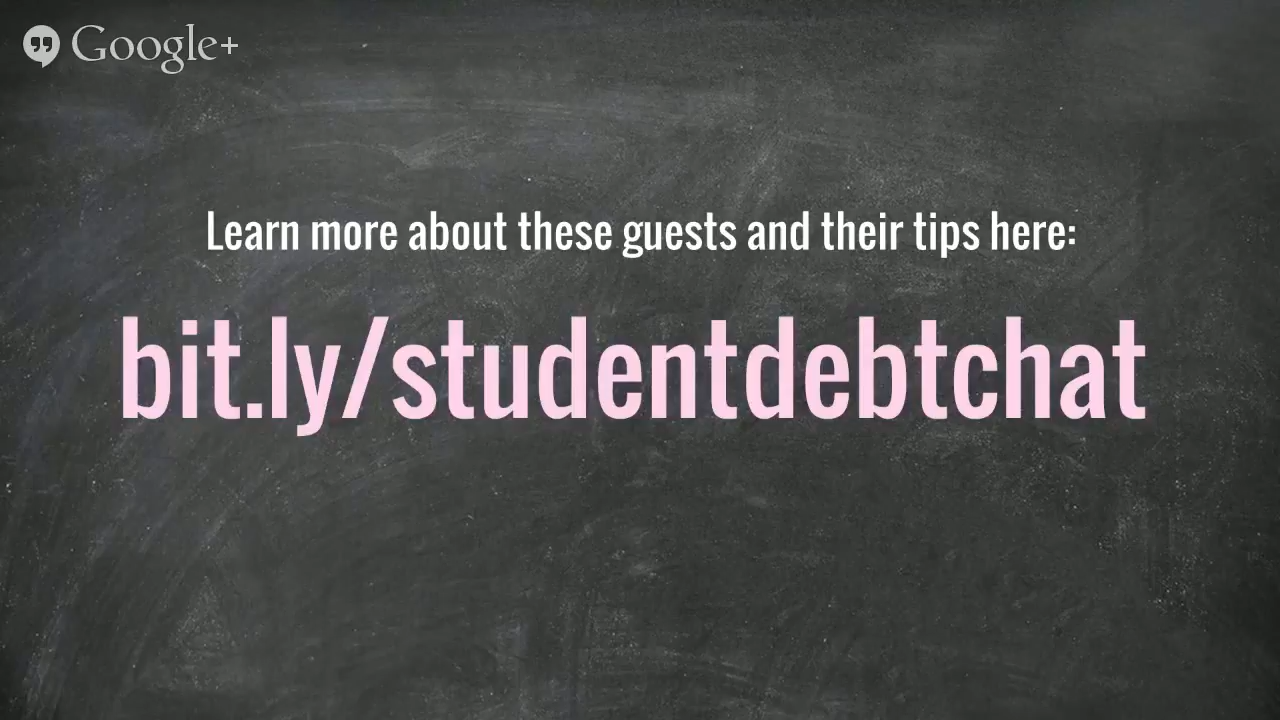 Google+
Learn more about these guests and their tips here:
bit.ly/studentdebtchat